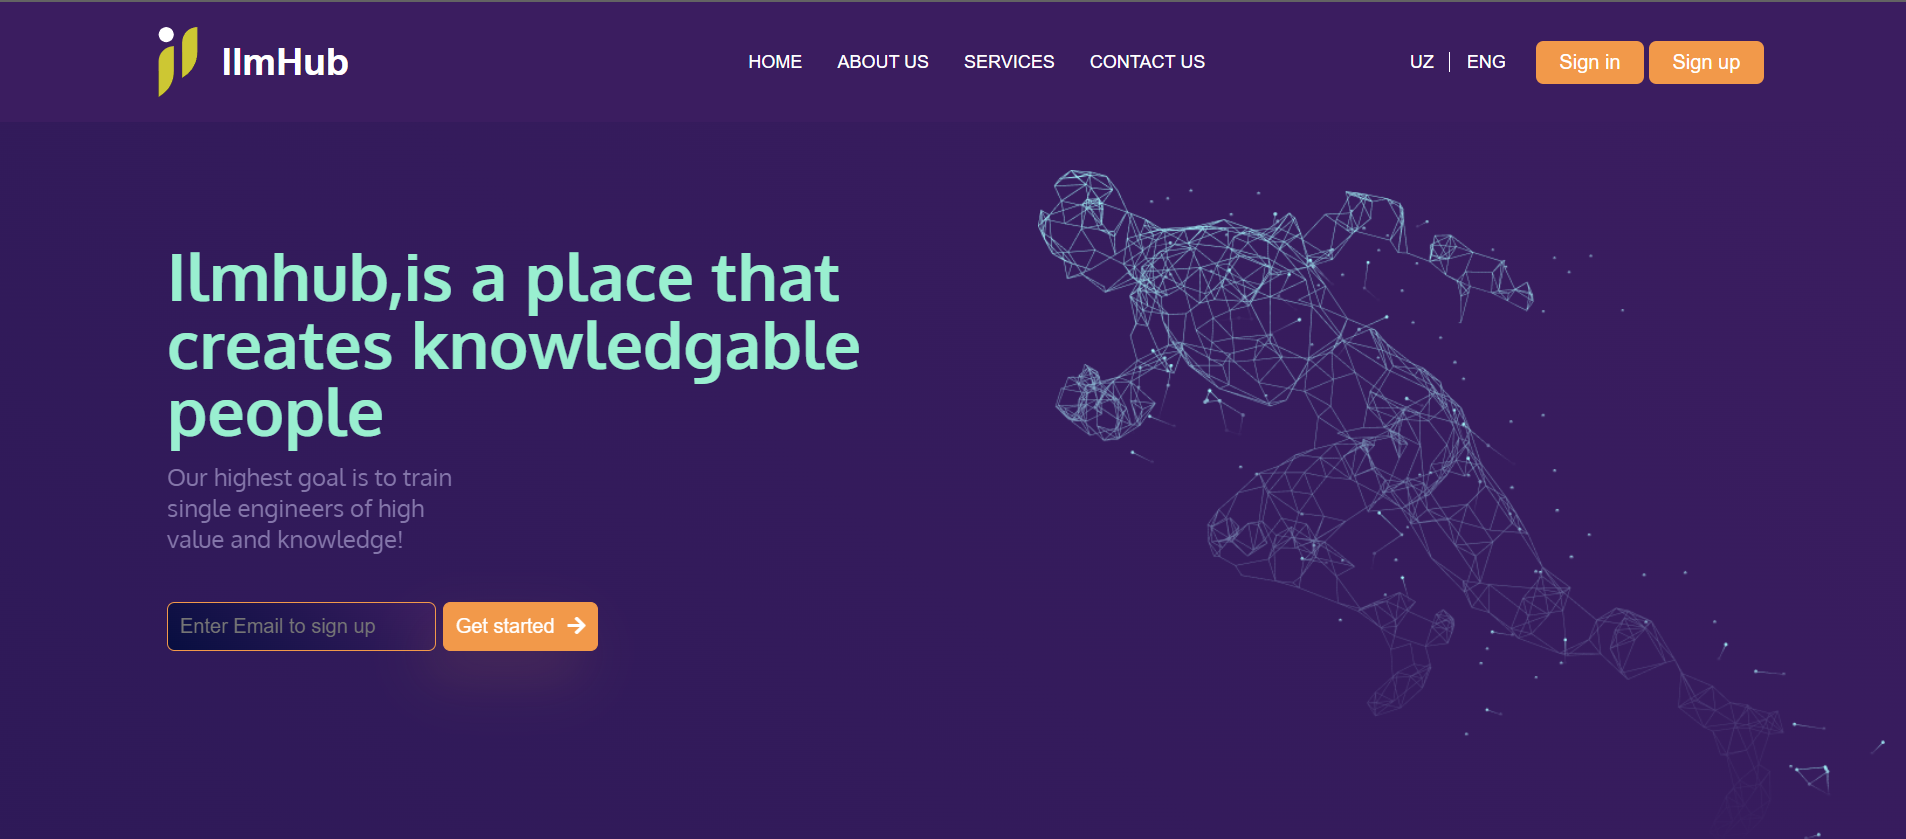 IlmHub
HOME ABOUT US SERVICES CONTACT US
UZ ENG
Sign in Sign up
Ilmhub,is a place that
creates knowledgable
people
Our highest goal is to train
single engineers of high
value and knowledge!
Enter Email to sign up
Get started